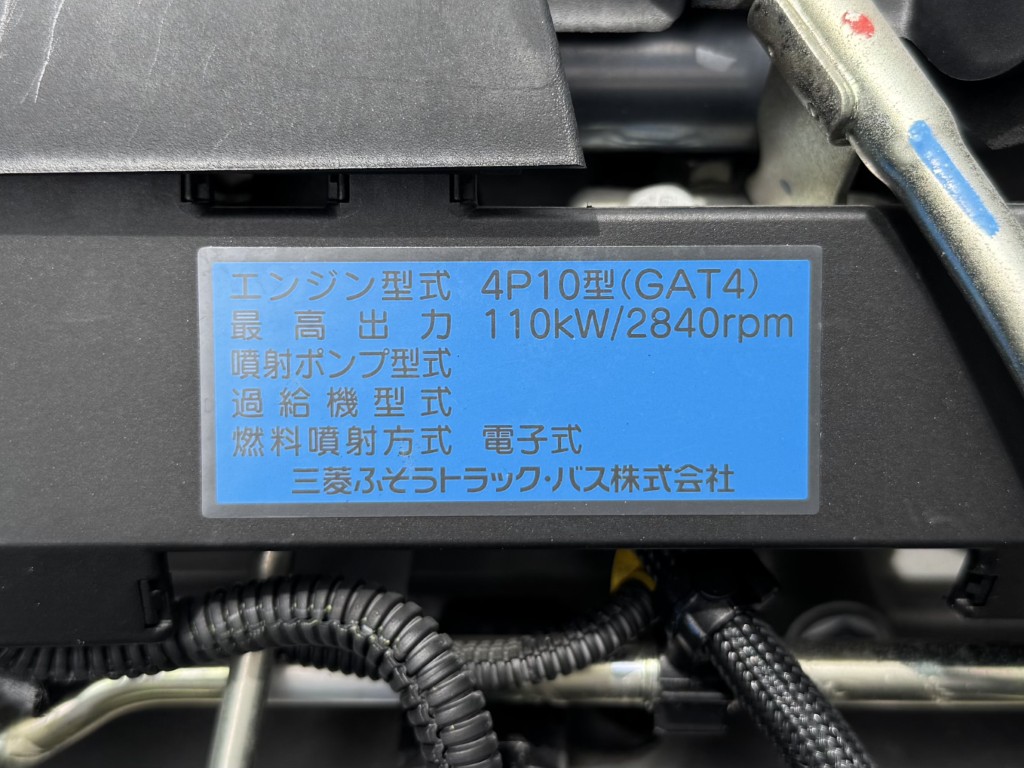 エンジン型式 4P10型(GAT4)
最高出力 110kW/2840rpm
噴射ポンプ型式
過給機型式
燃料噴射方式 電子式
三菱ふそうトラック・バス株式会社